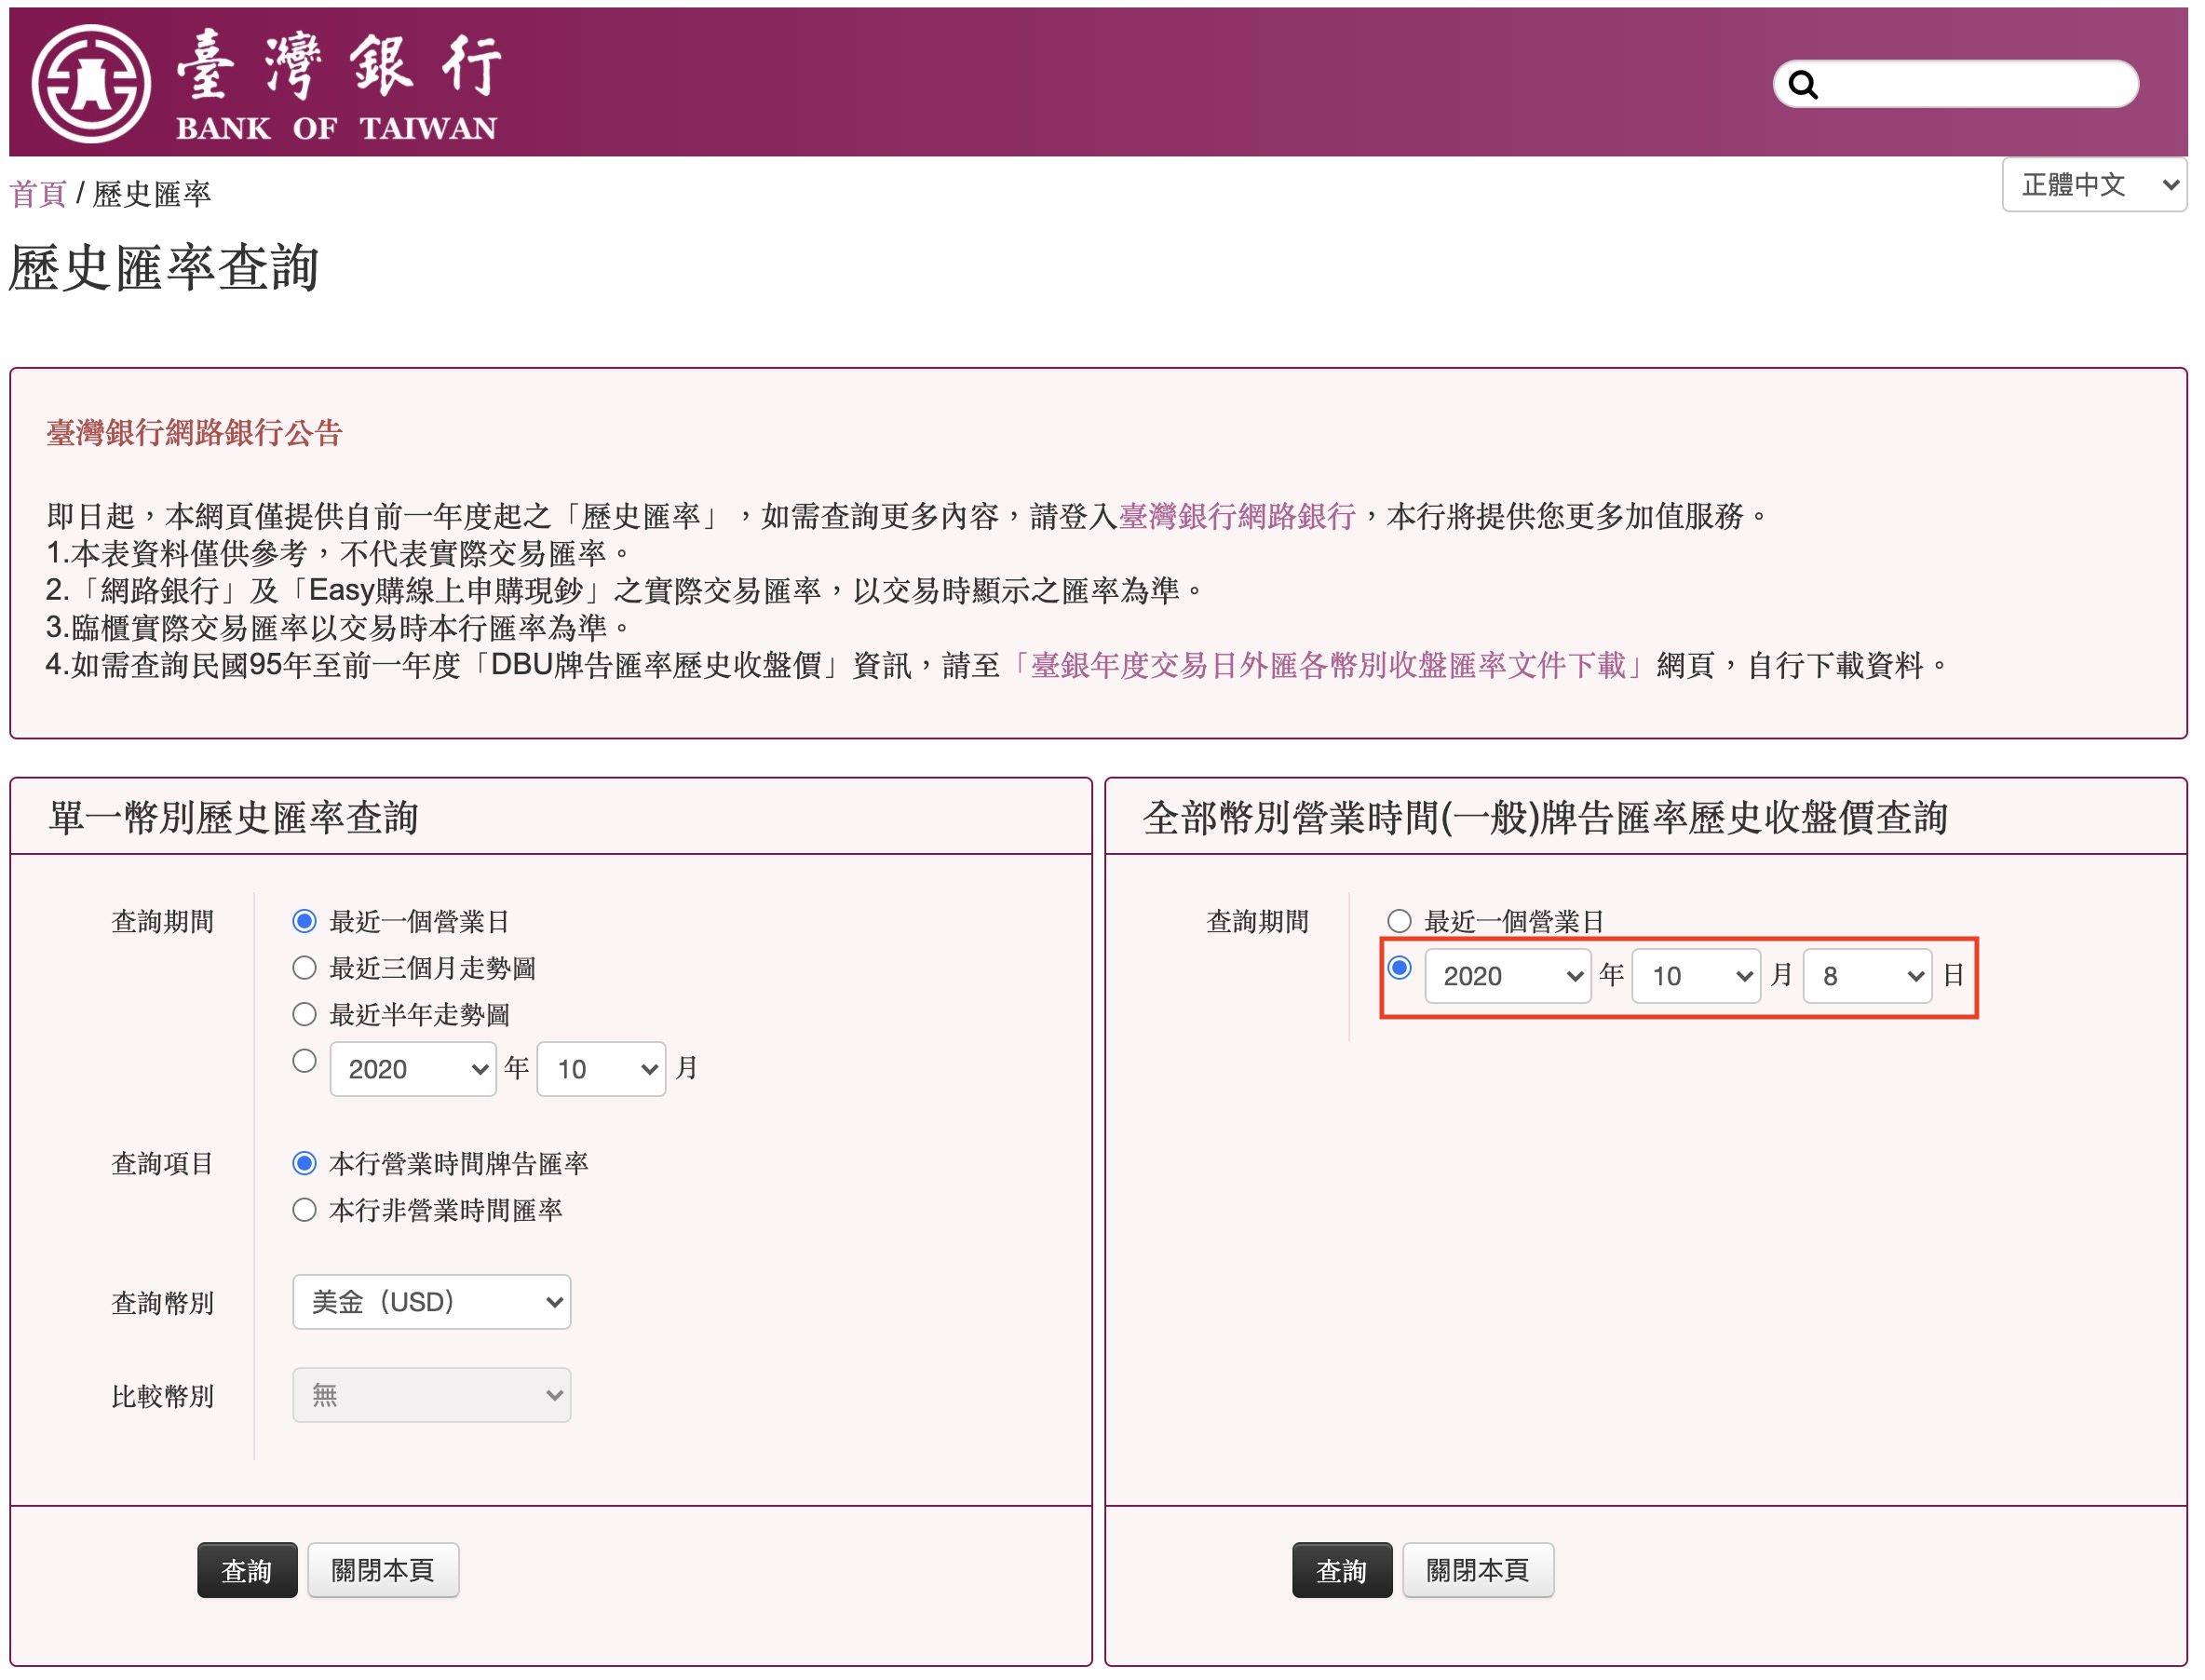 臺灣銀行
BANK OF TAIWAN
首頁 / 歷史匯率
正體中文
歷史匯率查詢
臺灣銀行網路銀行公告
即日起，本網頁僅提供自前一年度起之「歷史匯率」，如需查詢更多內容，請登入臺灣銀行網路銀行，本行將提供您更多加值服務。
1.本表資料僅供參考，不代表實際交易匯率。
2.「網路銀行」及「Easy購線上申購現鈔」之實際交易匯率，以交易時顯示之匯率為準。
3.臨櫃實際交易匯率以交易時本行匯率為準。
4.如需查詢民國95年至前一年度「DBU牌告匯率歷史收盤價」資訊，請至「臺銀年度交易日外匯各幣別收盤匯率文件下載」網頁，自行下載資料。
單一幣別歷史匯率查詢
查詢期間
最近一個營業日
最近三個月走勢圖
最近半年走勢圖
2020 年 10 月
查詢項目
本行營業時間牌告匯率
本行非營業時間匯率
查詢幣別
美金（USD）
比較幣別
無
查詢 關閉本頁
全部幣別營業時間(一般)牌告匯率歷史收盤價查詢
查詢期間
最近一個營業日
2020 年 10 月 8 日
查詢 關閉本頁